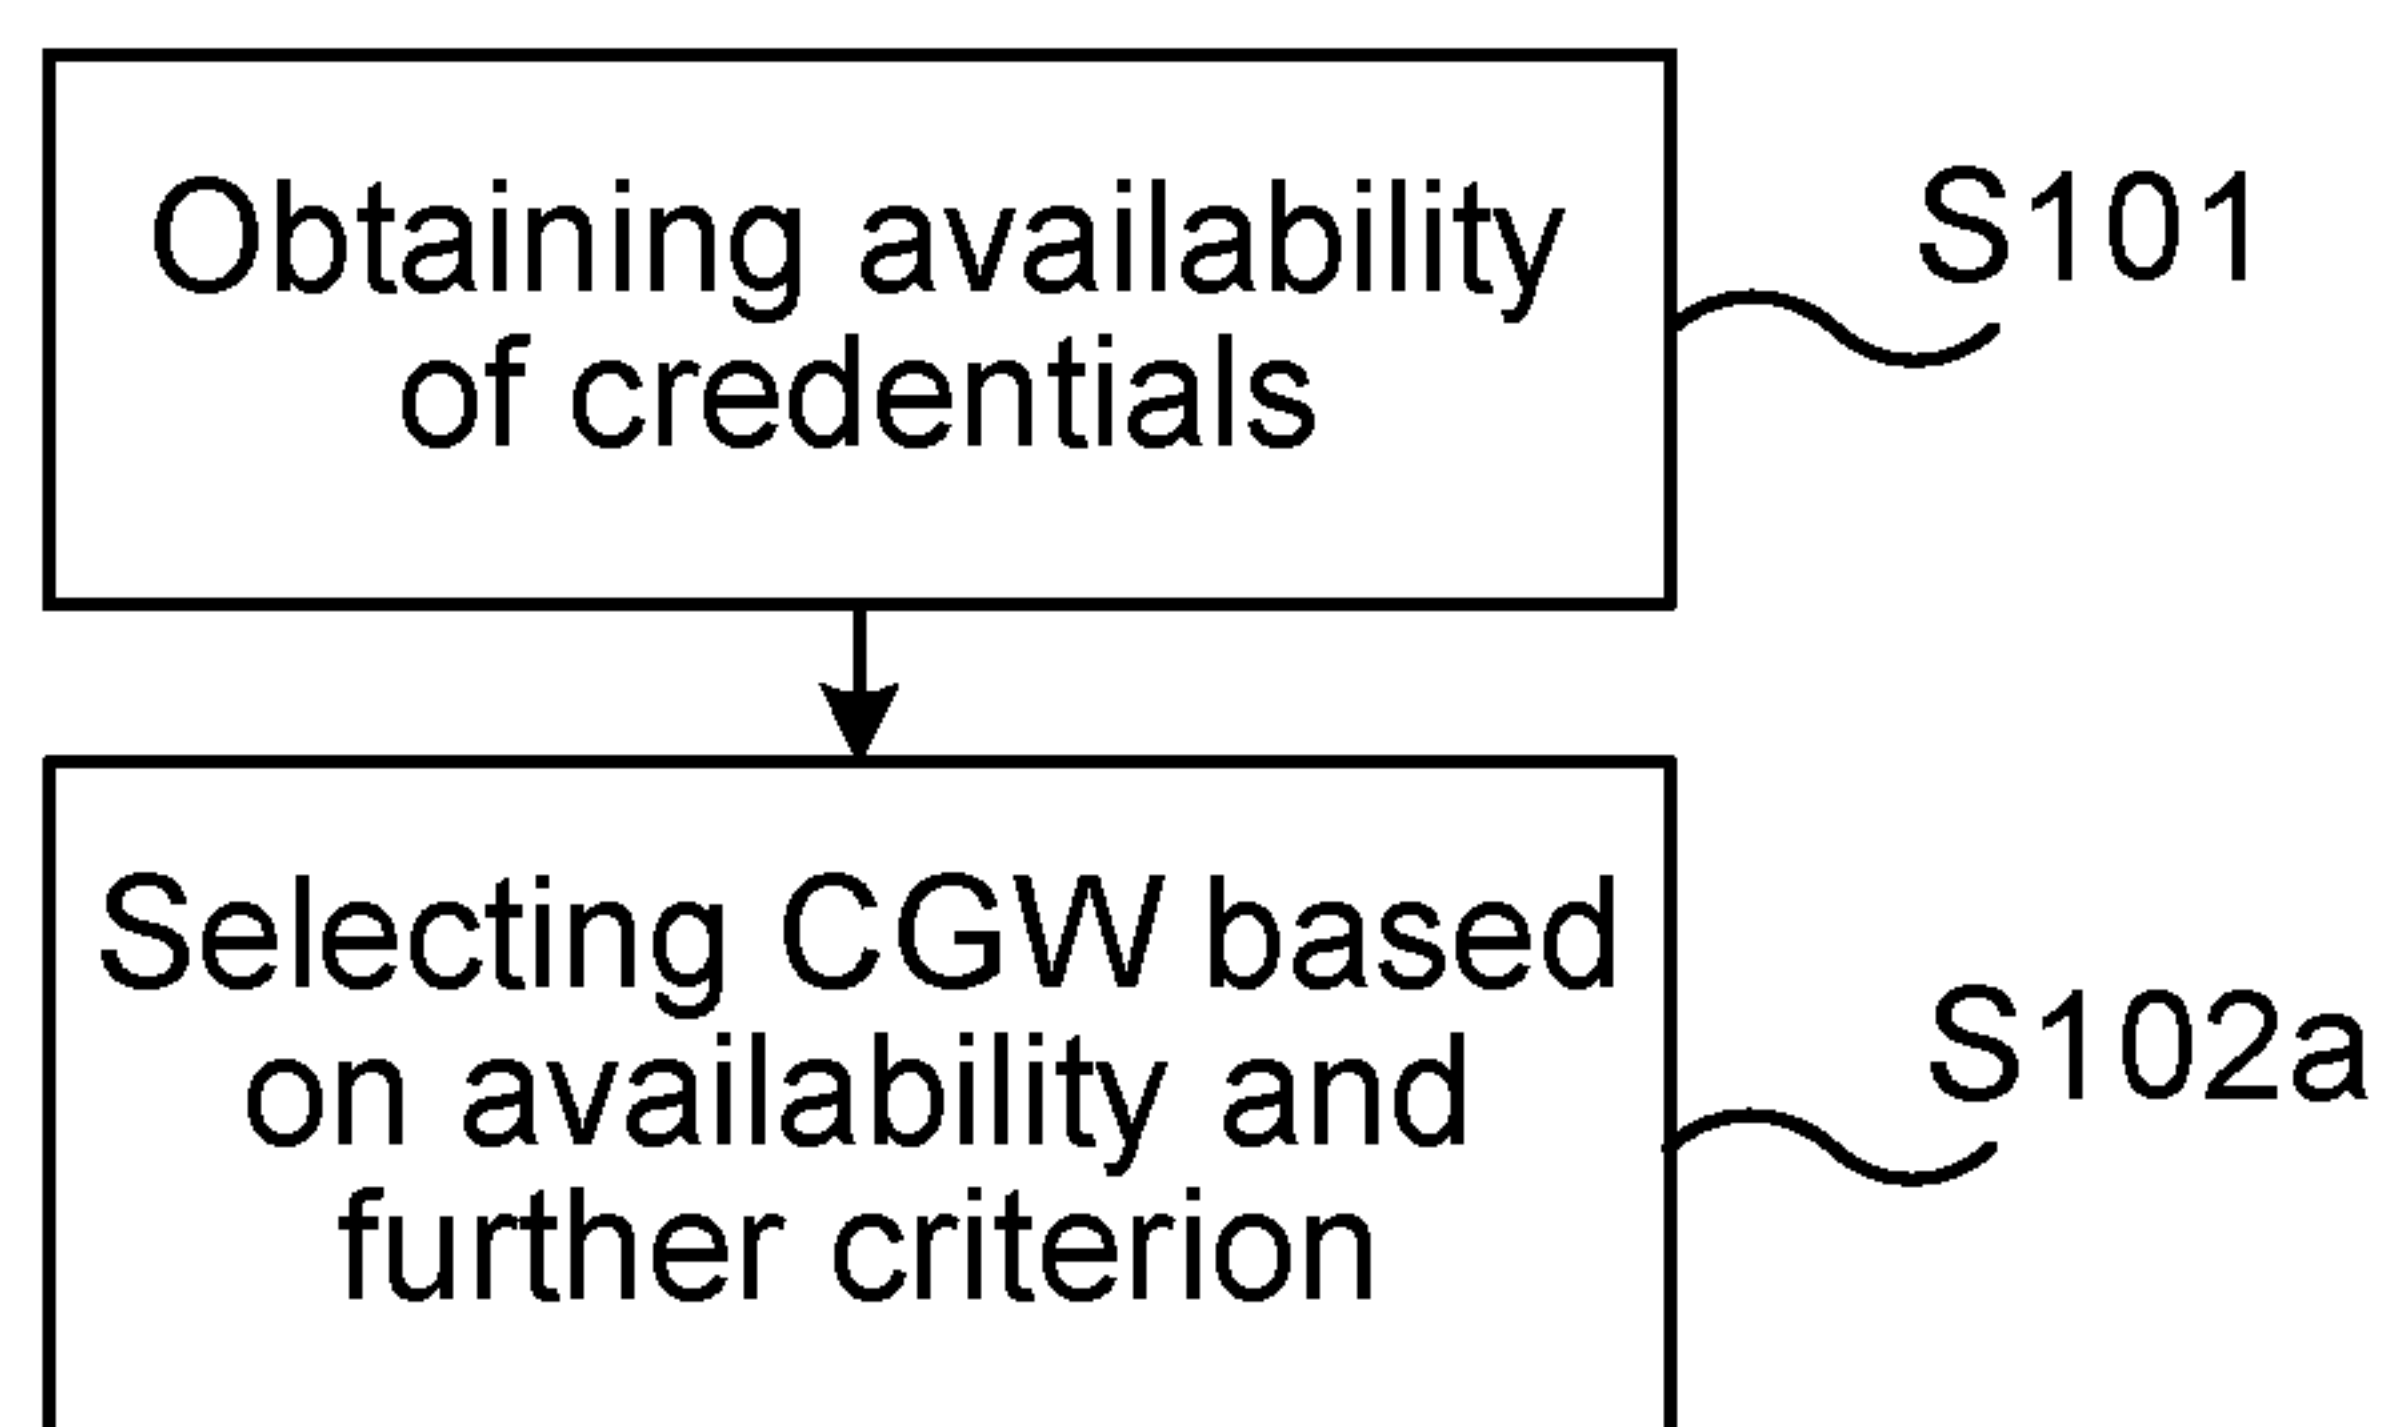 Obtaining availability
of credentials
S101
Selecting CGW based
on availability and
further criterion
S102a